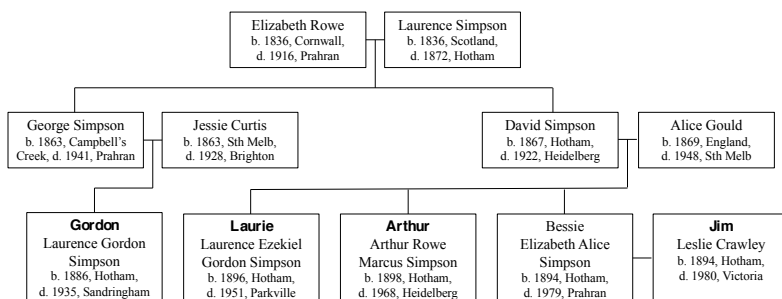 Elizabeth Rowe
b. 1836, Cornwall,
d. 1916, Prahran
Laurence Simpson
b. 1836, Scotland,
d. 1872, Hotham
George Simpson
b. 1863, Campbell's
Creek, d. 1941, Prahran
Jessie Curtis
b. 1863, Sth Melb,
d. 1928, Brighton
David Simpson
b. 1867, Hotham,
d. 1922, Heidelberg
Alice Gould
b. 1869, England,
d. 1948, Sth Melb
Gordon
Laurence Gordon
Simpson
b. 1886, Hotham,
d. 1935, Sandringham
Laurie
Laurence Ezekiel
Gordon Simpson
b. 1896, Hotham,
d. 1951, Parkville
Arthur
Arthur Rowe
Marcus Simpson
b. 1898, Hotham,
d. 1968, Heidelberg
Bessie
Elizabeth Alice
Simpson
b. 1894, Hotham,
d. 1979, Prahran
Jim
Leslie Crawley
b. 1894, Hotham,
d. 1980, Victoria